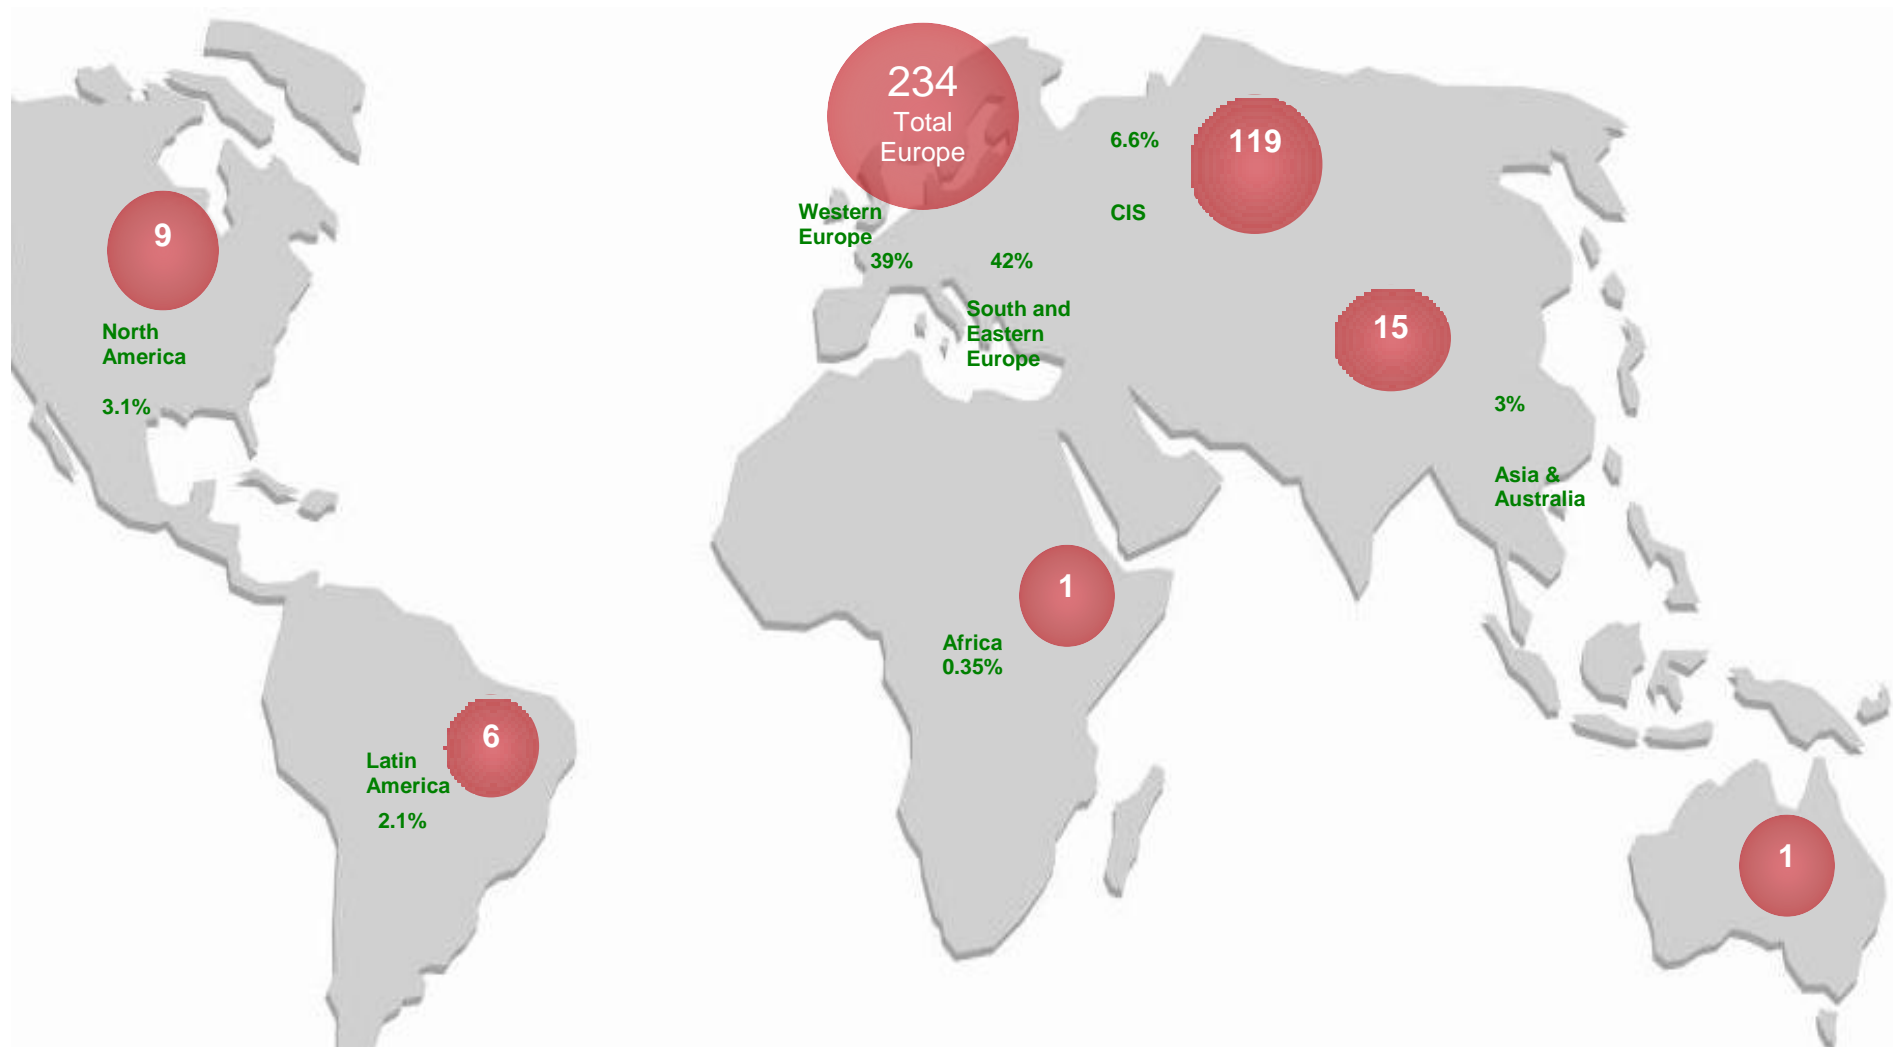 234
Total
Europe
6.6%
119
CIS
Western
Europe
39%
42%
9
South and
Eastern
Europe
15
North
America
3.1%
3%
Asia &
Australia
1
Africa
0.35%
6
Latin
America
2.1%
1